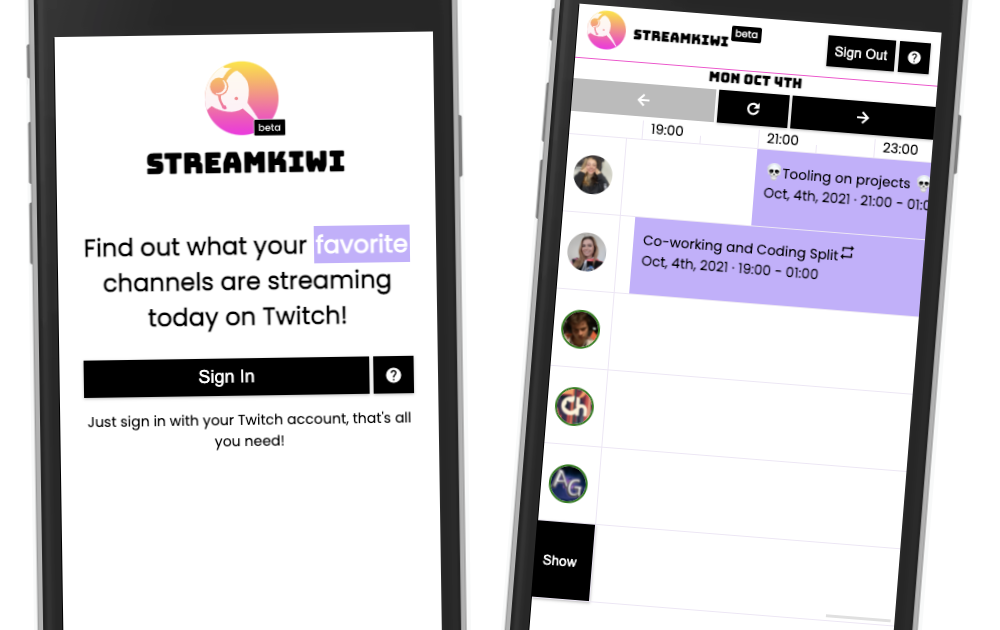 beta
STREAMKIWI
Find out what your favorite
channels are streaming
today on Twitch!
Sign In
Just sign in with your Twitch account, that's all
you need!
STREAMKIWI beta
Sign Out
MON OCT 4TH
19:00 21:00 23:00
💀Tooling on projects 💀
Oct, 4th, 2021 · 21:00 - 01:0
Co-working and Coding Split
Oct, 4th, 2021 · 19:00 - 01:00
Ch
AG
Show